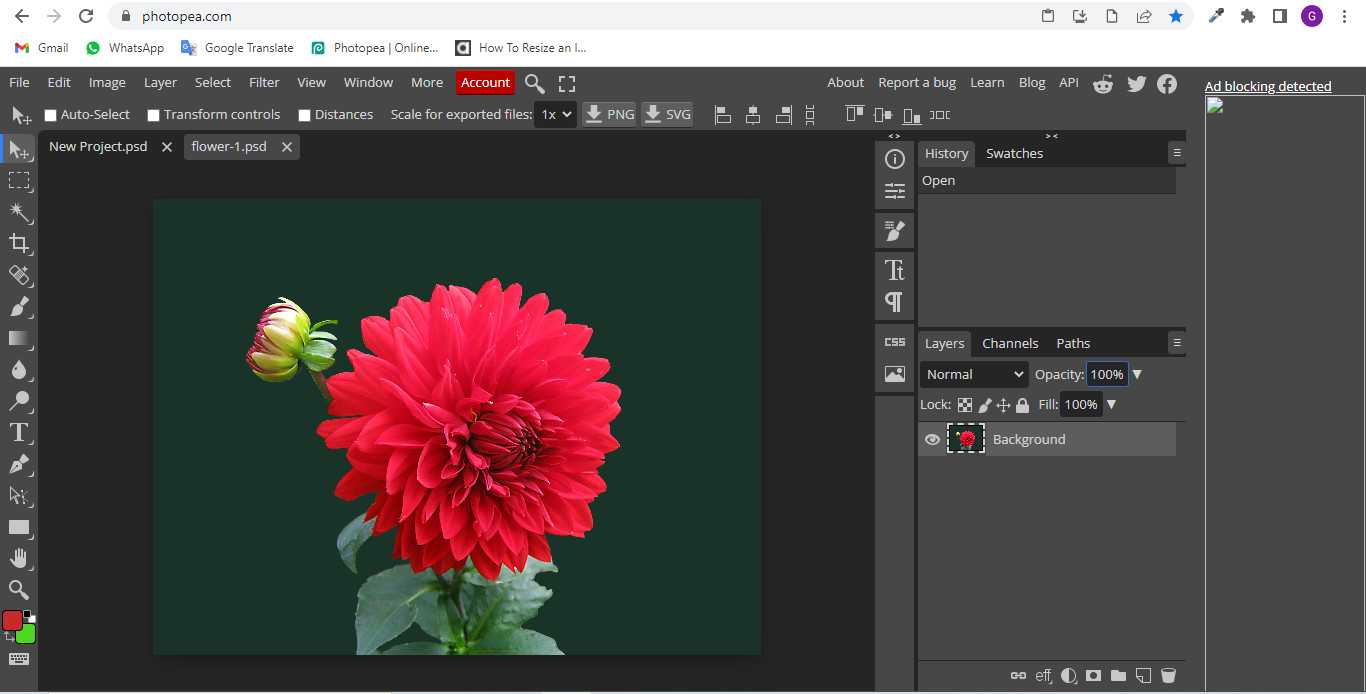 photopea.com
G
Gmail WhatsApp Google Translate Photopea | Online... How To Resize an I...
File Edit Image Layer Select Filter View Window More Account About Report a bug Learn Blog API
Ad blocking detected
Auto-Select Transform controls Distances Scale for exported files: 1x PNG SVG
New Project.psd flower-1.psd
< > > <
History Swatches
Open
Tt
CSS
Layers Channels Paths
Normal Opacity: 100%
Lock: Fill: 100%
Background
eff